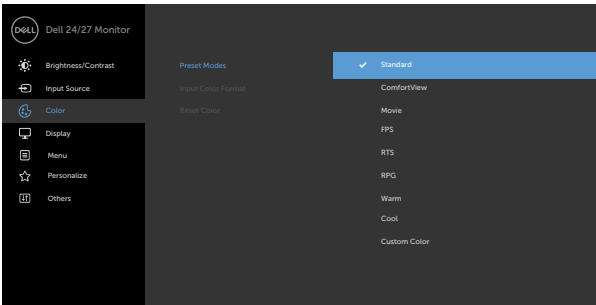 DELL Dell 24/27 Monitor
Brightness/Contrast Preset Modes Standard
Input Source Input Color Format ComfortView
Color Reset Color Movie
Display FPS
Menu RTS
Personalize RPG
Others Warm
Cool
Custom Color